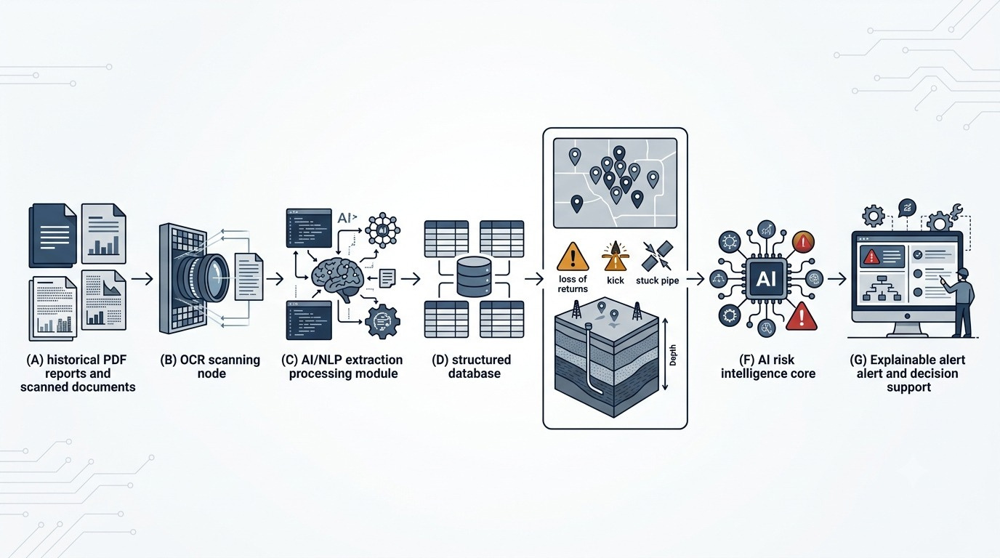 (A) historical PDF
reports and
scanned documents
(B) OCR scanning
node
AI
AI
(C) AI/NLP extraction
processing module
(D) structured
database
loss of
returns
kick
stuck pipe
Depth
AI
(F) AI risk
intelligence core
(G) Explainable alert
alert and decision
support